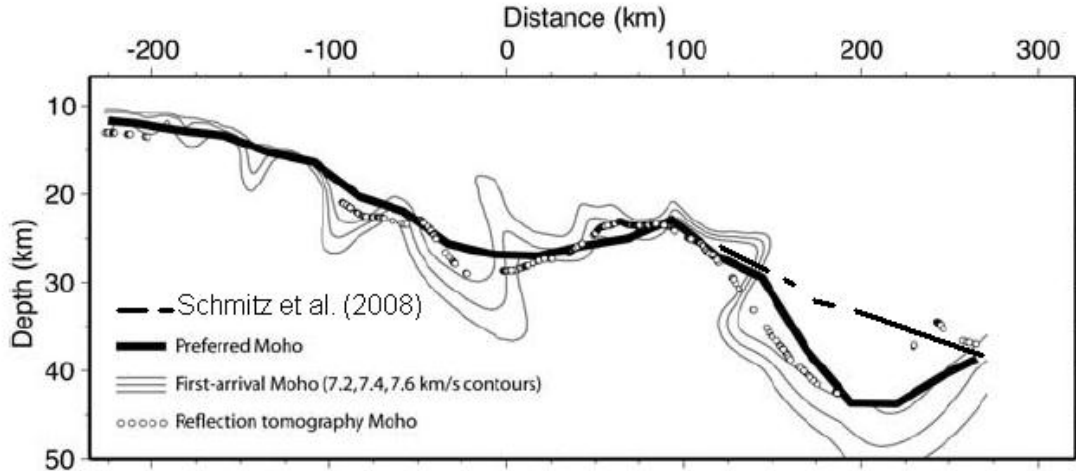 Distance (km)
-200 -100 0 100 200 300
Depth (km)
10
20
30
40
50
Schmitz et al. (2008)
Preferred Moho
First-arrival Moho (7.2,7.4,7.6 km/s contours)
Reflection tomography Moho